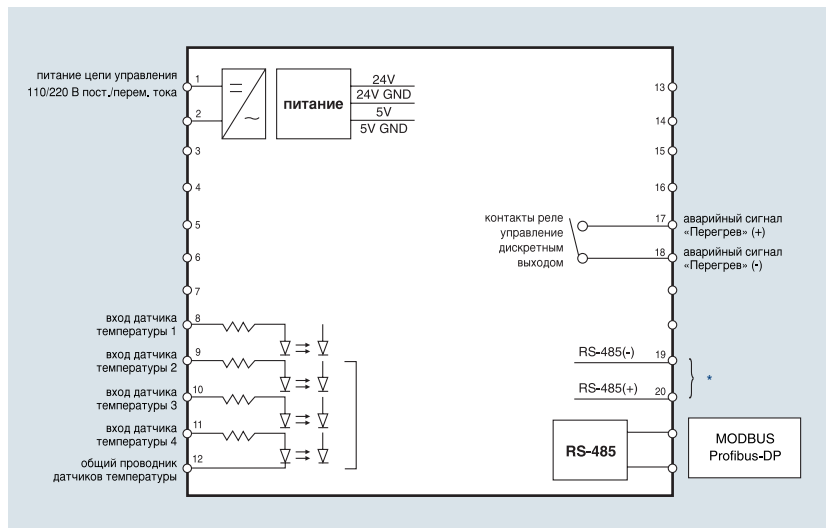 питание цепи управления
110/220 В пост./перем. тока
1
2
3
4
5
6
7
питание
24V
24V GND
5V
5V GND
13
14
15
16
контакты реле
управление
дискретным
выходом
17
аварийный сигнал
«Перегрев» (+)
18
аварийный сигнал
«Перегрев» (-)
вход датчика
температуры 1
8
вход датчика
температуры 2
9
вход датчика
температуры 3
10
вход датчика
температуры 4
11
общий проводник
датчиков температуры
12
RS-485(-)
19
RS-485(+)
20
*
RS-485
MODBUS
Profibus-DP